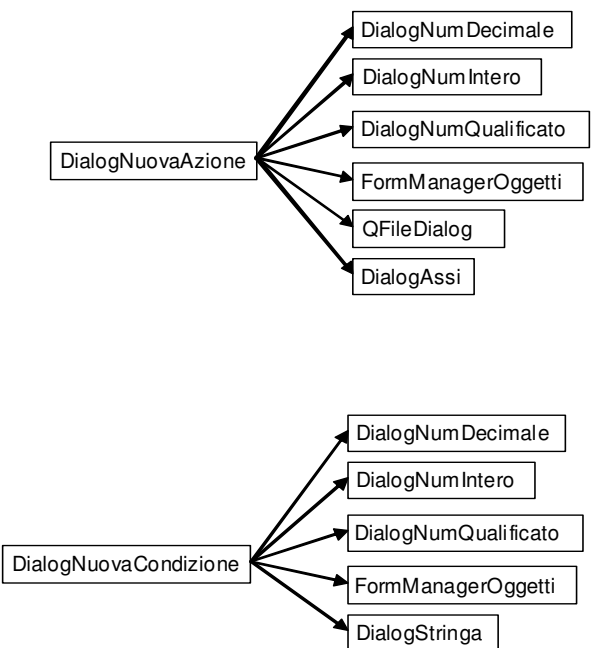 DialogNumDecimale
DialogNumIntero
DialogNumQualificato
DialogNuovaAzione
FormManagerOggetti
QFileDialog
DialogAssi
DialogNumDecimale
DialogNumIntero
DialogNumQualificato
DialogNuovaCondizione
FormManagerOggetti
DialogStringa